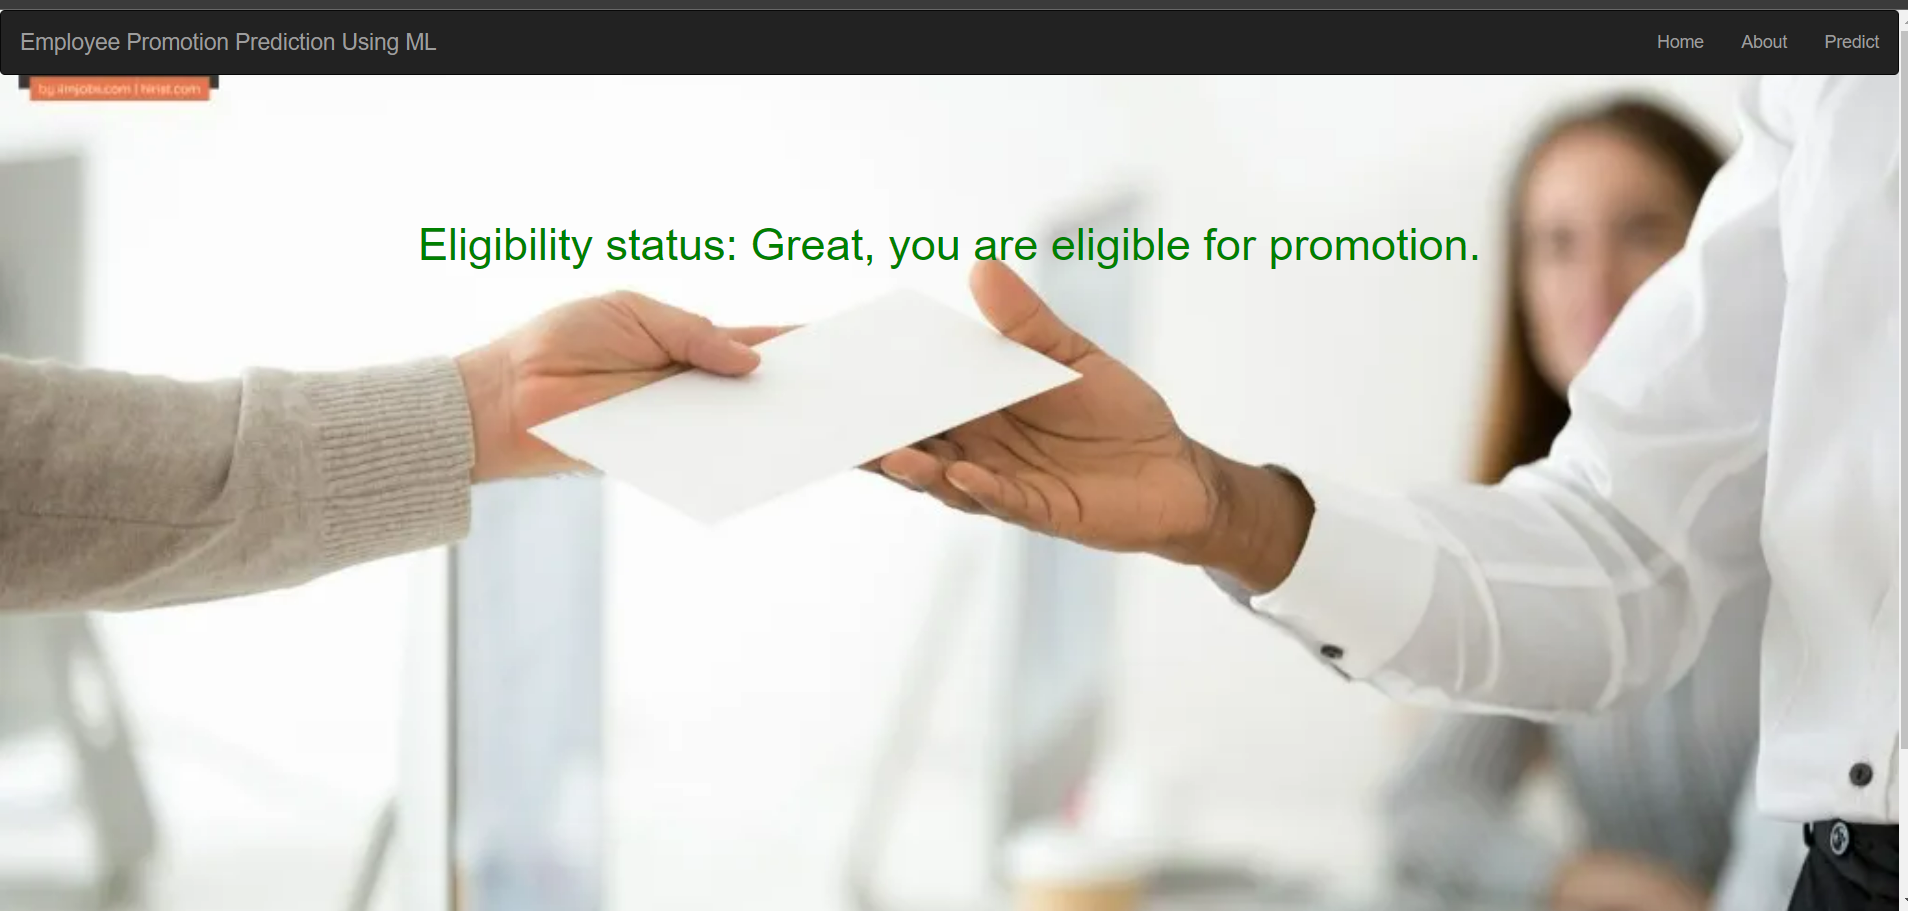 Employee Promotion Prediction Using ML
Home About Predict
by iimjobs.com | hirist.com
Eligibility status: Great, you are eligible for promotion.